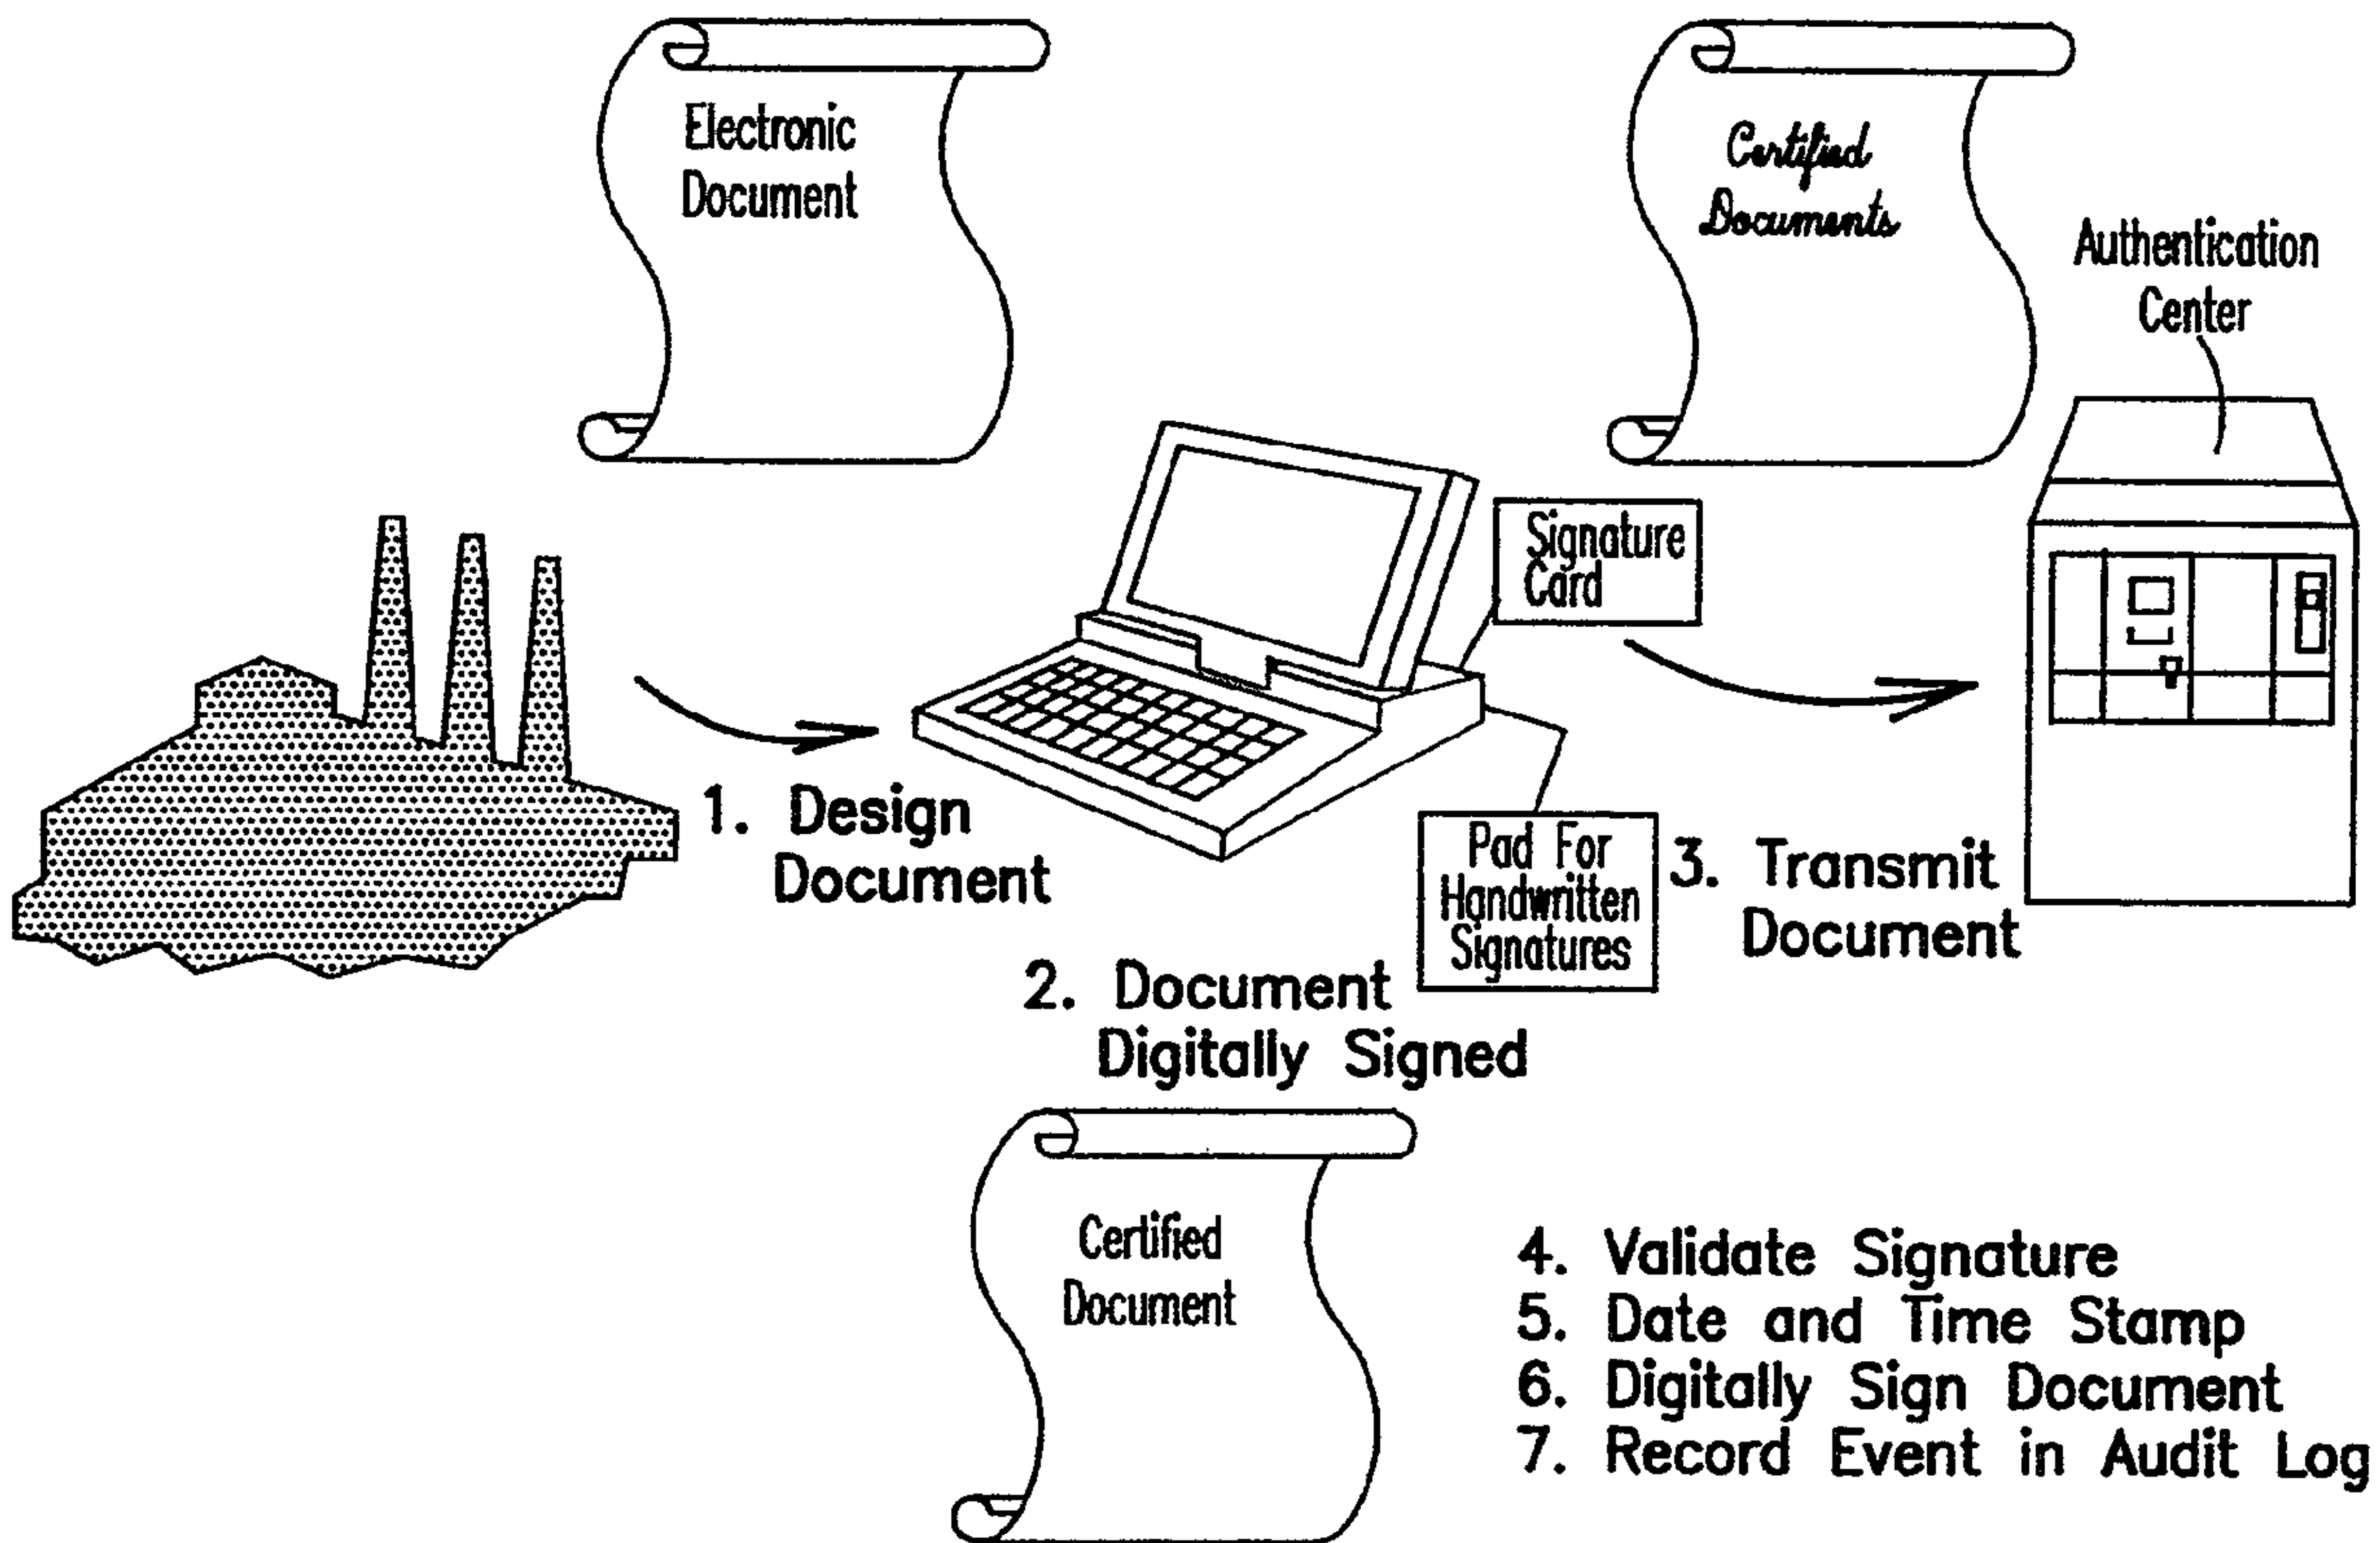 Electronic
Document
Certified
Documents
Authentication
Center
Signature
Card
1. Design
Document
Pad For
Handwritten
Signatures
3. Transmit
Document
2. Document
Digitally Signed
Certified
Document
4. Validate Signature
5. Date and Time Stamp
6. Digitally Sign Document
7. Record Event in Audit Log